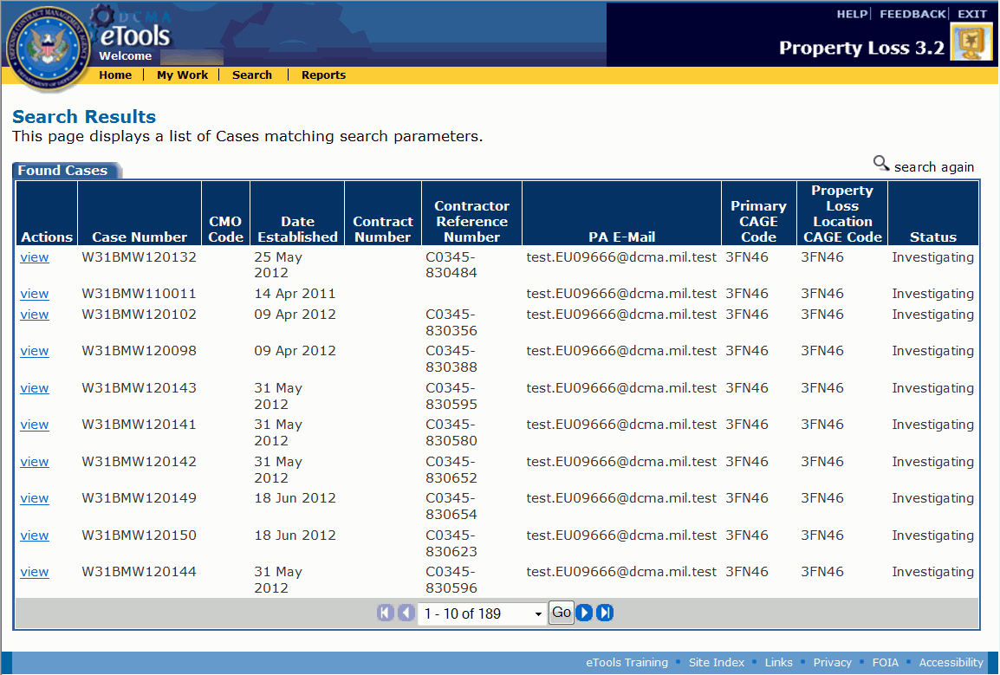 HELP| FEEDBACK| EXIT
DCMA
eTools
Welcome
Property Loss 3.2
Home | My Work | Search | Reports
Search Results
This page displays a list of Cases matching search parameters.
search again
Found Cases
Actions Case Number CMO Code Date Established Contract Number Contractor Reference Number PA E-Mail Primary CAGE Code Property Loss Location CAGE Code Status
view W31BMW120132 25 May 2012 C0345-830484 test.EU09666@dcma.mil.test 3FN46 3FN46 Investigating
view W31BMW110011 14 Apr 2011 test.EU09666@dcma.mil.test 3FN46 3FN46 Investigating
view W31BMW120102 09 Apr 2012 C0345-830356 test.EU09666@dcma.mil.test 3FN46 3FN46 Investigating
view W31BMW120098 09 Apr 2012 C0345-830388 test.EU09666@dcma.mil.test 3FN46 3FN46 Investigating
view W31BMW120143 31 May 2012 C0345-830595 test.EU09666@dcma.mil.test 3FN46 3FN46 Investigating
view W31BMW120141 31 May 2012 C0345-830580 test.EU09666@dcma.mil.test 3FN46 3FN46 Investigating
view W31BMW120142 31 May 2012 C0345-830652 test.EU09666@dcma.mil.test 3FN46 3FN46 Investigating
view W31BMW120149 18 Jun 2012 C0345-830654 test.EU09666@dcma.mil.test 3FN46 3FN46 Investigating
view W31BMW120150 18 Jun 2012 C0345-830623 test.EU09666@dcma.mil.test 3FN46 3FN46 Investigating
view W31BMW120144 31 May 2012 C0345-830596 test.EU09666@dcma.mil.test 3FN46 3FN46 Investigating
1 - 10 of 189 Go
eTools Training • Site Index • Links • Privacy • FOIA • Accessibility